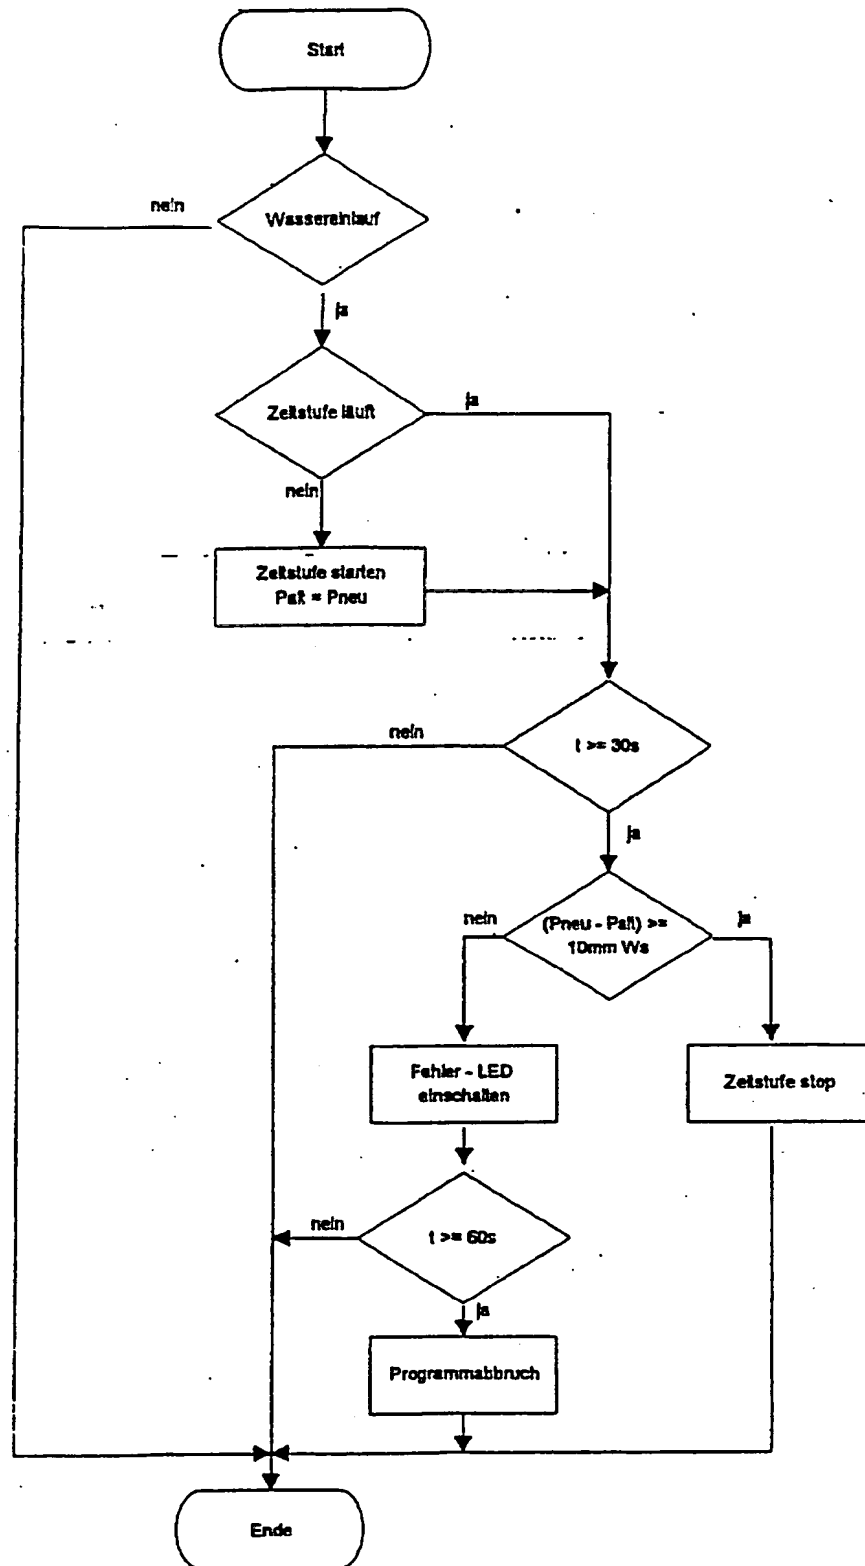 Start
Wassereinlauf
nein
ja
Zeitstufe läuft
ja
nein
Zeitstufe starten
Palt = Pneu
t >= 30s
nein
ja
(Pneu - Palt) >=
10mm Ws
nein
ja
Fehler - LED
einschalten
Zeitstufe stop
t >= 60s
nein
ja
Programmabbruch
Ende